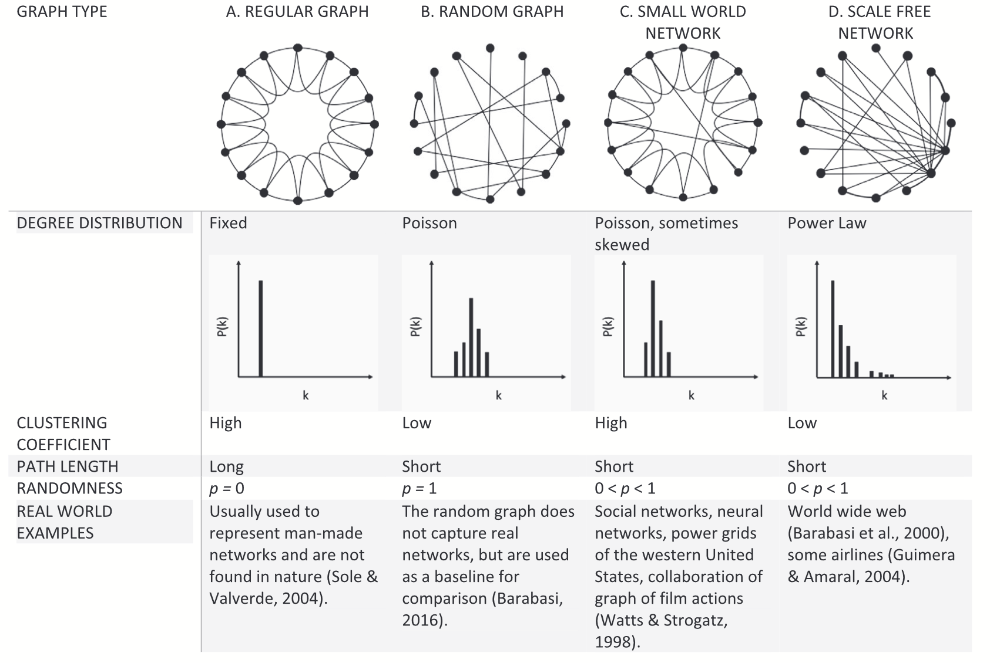 GRAPH TYPE
A. REGULAR GRAPH
B. RANDOM GRAPH
C. SMALL WORLD
NETWORK
D. SCALE FREE
NETWORK
DEGREE DISTRIBUTION
Fixed
Poisson
Poisson, sometimes
skewed
Power Law
P(k)
k
P(k)
k
P(k)
k
P(k)
k
CLUSTERING
COEFFICIENT
High
Low
High
Low
PATH LENGTH
Long
Short
Short
Short
RANDOMNESS
p = 0
p = 1
0 < p < 1
0 < p < 1
REAL WORLD
EXAMPLES
Usually used to
represent man-made
networks and are not
found in nature (Sole &
Valverde, 2004).
The random graph does
not capture real
networks, but are used
as a baseline for
comparison (Barabasi,
2016).
Social networks, neural
networks, power grids
of the western United
States, collaboration of
graph of film actions
(Watts & Strogatz,
1998).
World wide web
(Barabasi et al., 2000),
some airlines (Guimera
& Amaral, 2004).